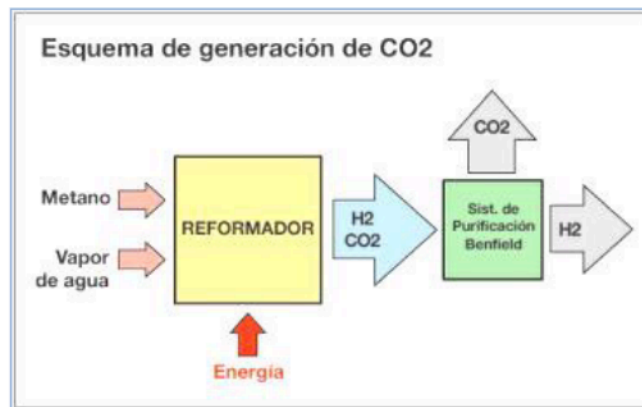 Esquema de generación de CO2
CO2
Metano
REFORMADOR
H2
CO2
Sist. de
Purificación
Benfield
H2
Vapor
de agua
Energía